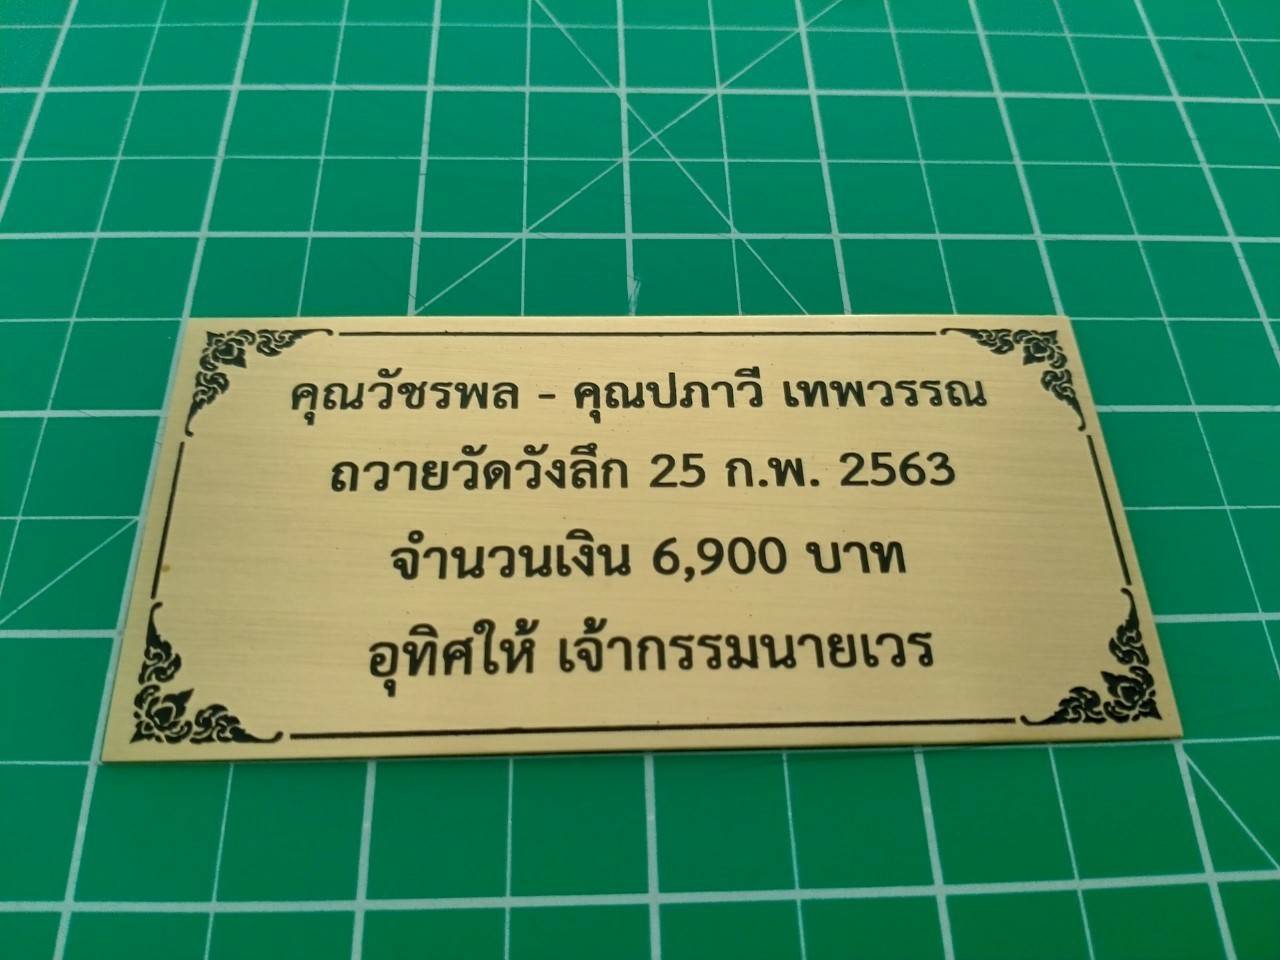 คุณวัชรพล - คุณปภาวี เทพวรรณ
ถวายวัดวังลึก 25 ก.พ. 2563
จำนวนเงิน 6,900 บาท
อุทิศให้ เจ้ากรรมนายเวร